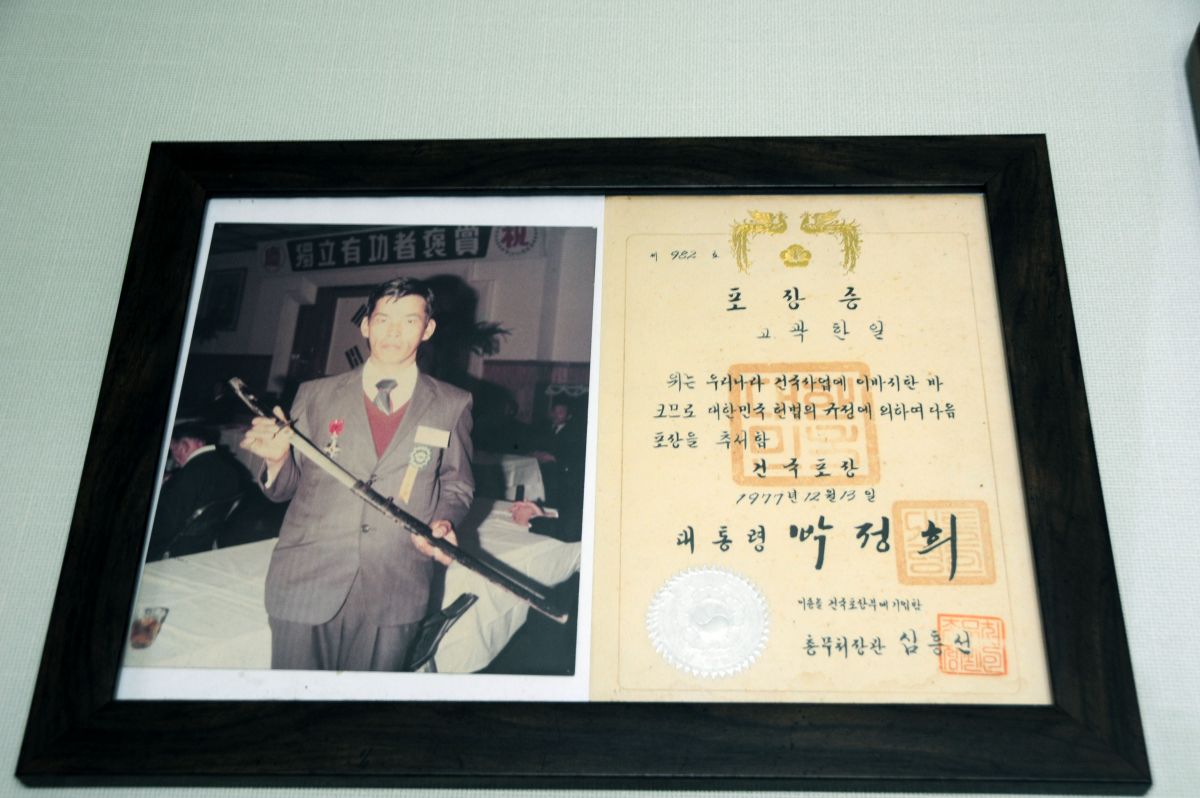 獨立有功者褒賞
祝
제 982 호
포장증
고 곽한일
위는 우리나라 건국사업에 이바지한 바
크므로 대한민국 헌법의 규정에 의하여 다음
포장을 추서함
건국포장
1977년 12월 13일
대통령 박정희
이증을 건국포장부에 기입함
총무처장관 심흥선